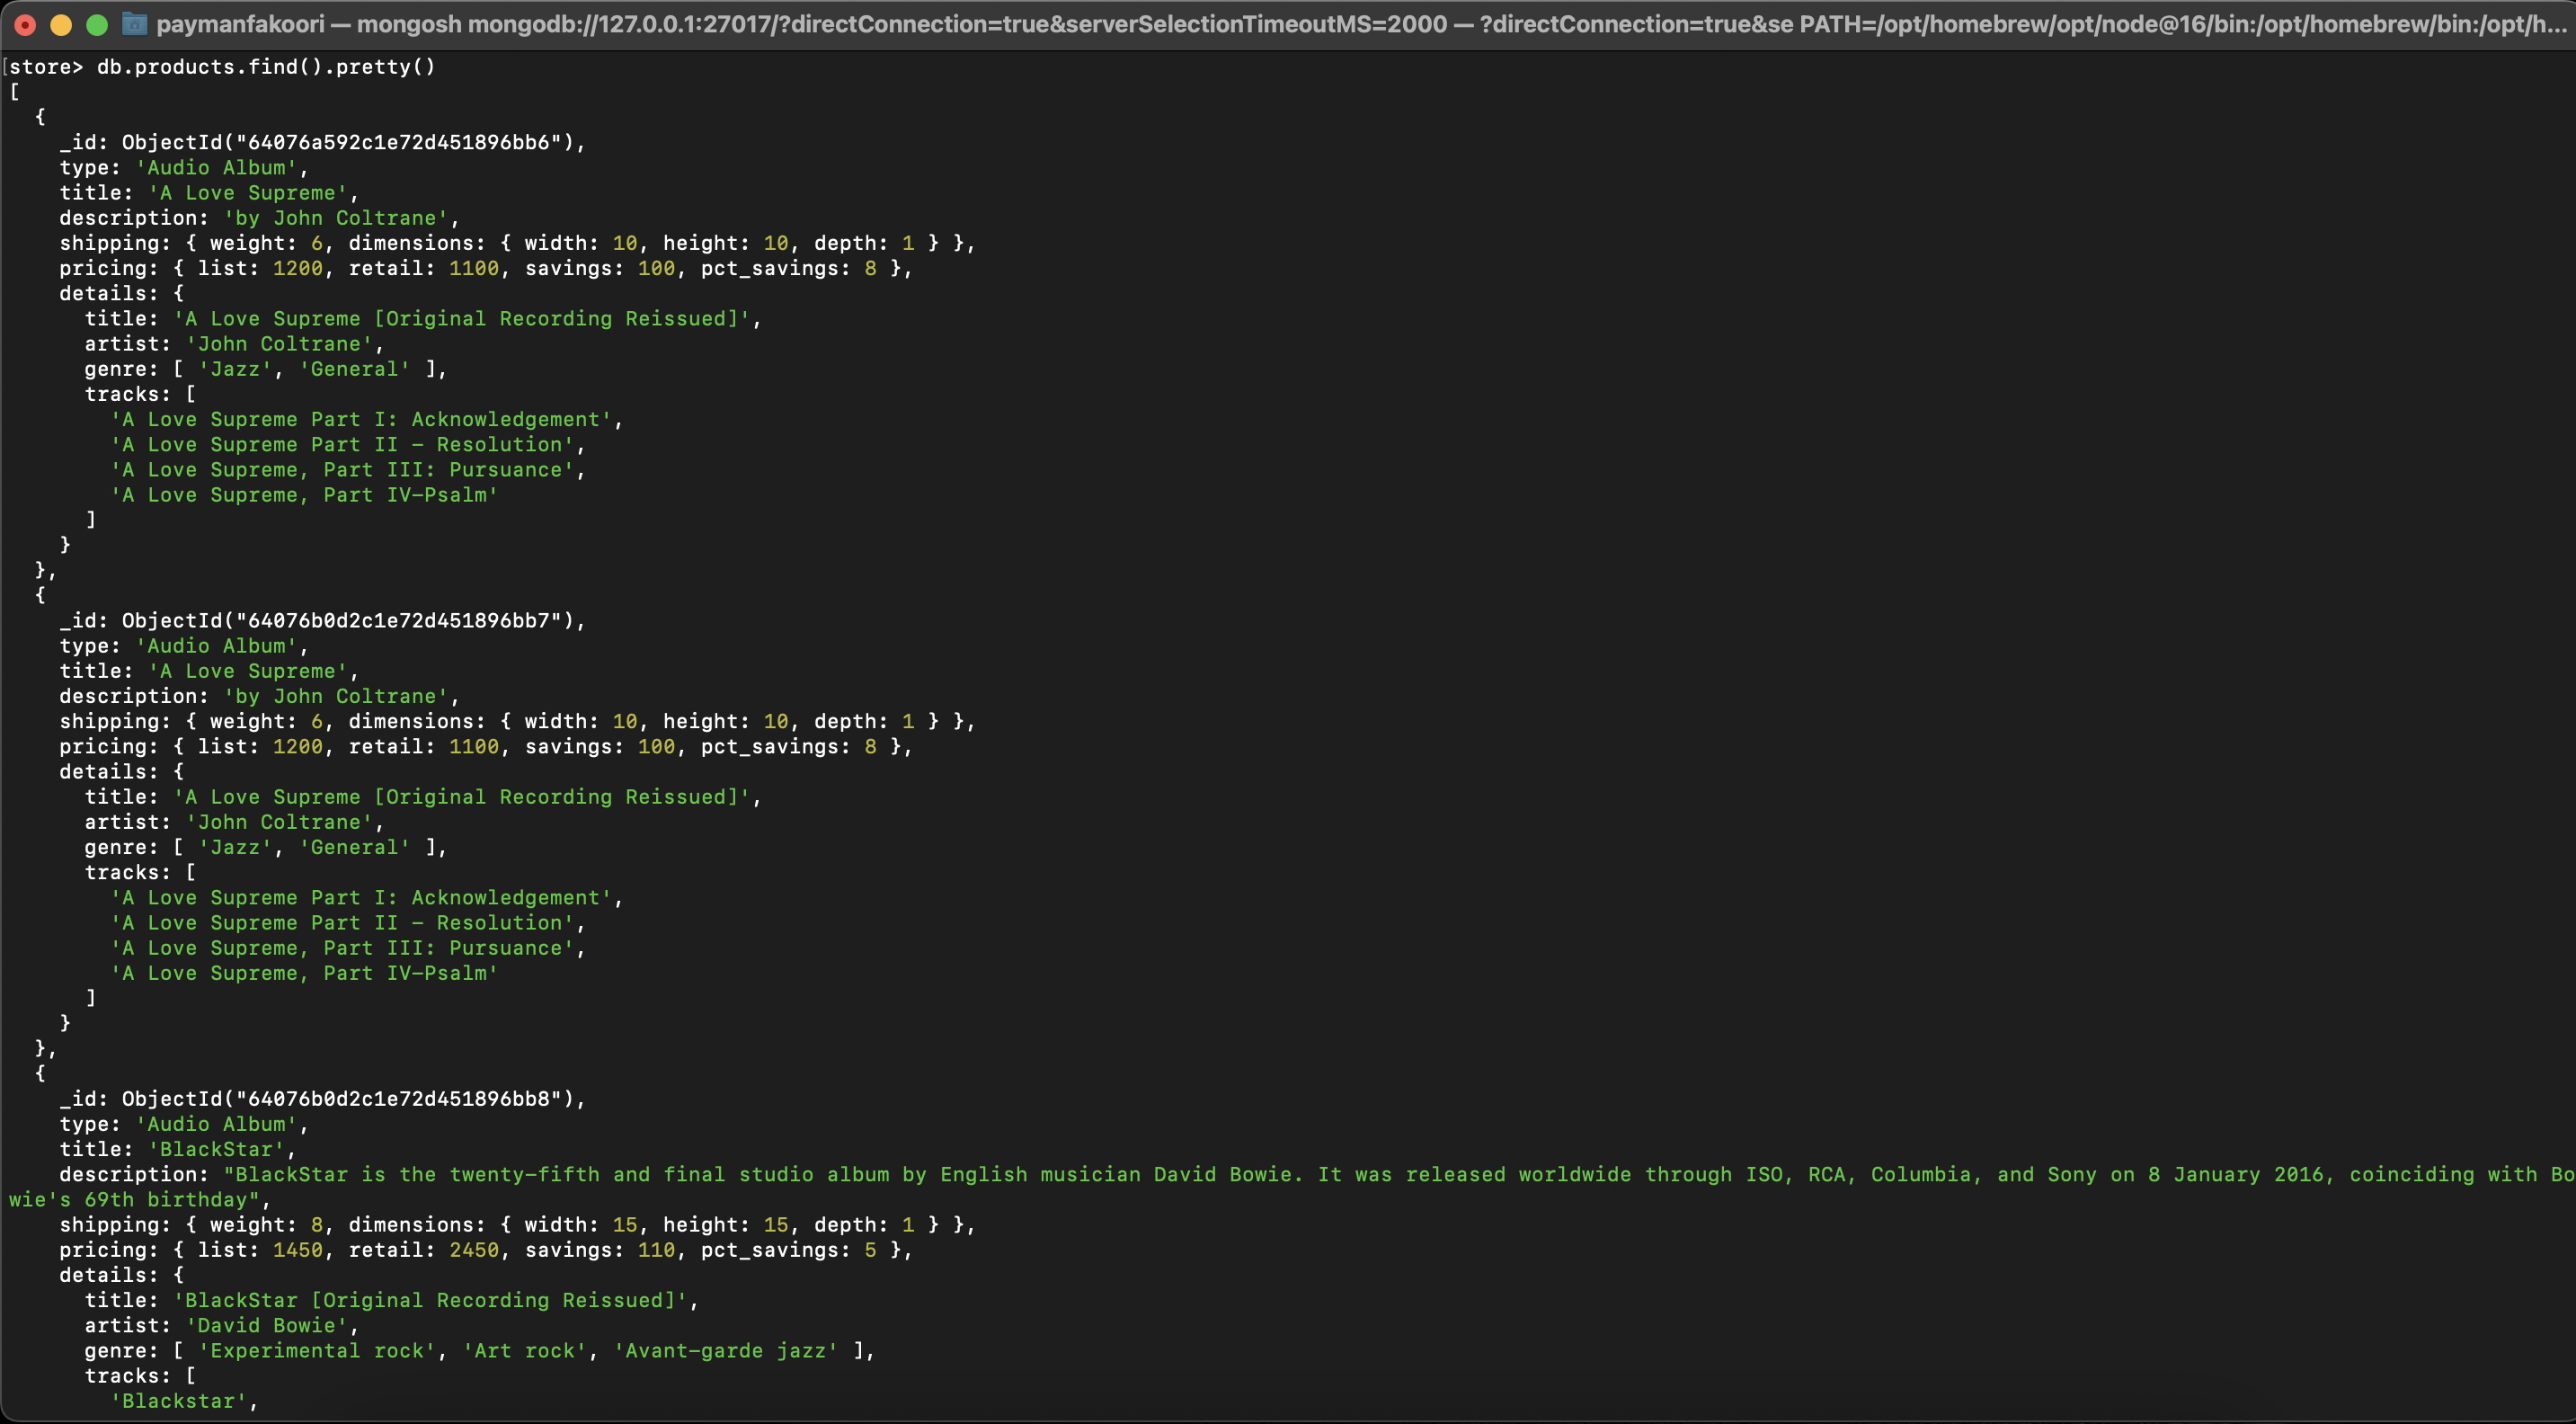 paymanfakoori — mongosh mongodb://127.0.0.1:27017/?directConnection=true&serverSelectionTimeoutMS=2000 — ?directConnection=true&se PATH=/opt/homebrew/opt/node@16/bin:/opt/homebrew/bin:/opt/h...
[store> db.products.find().pretty()
[
  {
    _id: ObjectId("64076a592c1e72d451896bb6"),
    type: 'Audio Album',
    title: 'A Love Supreme',
    description: 'by John Coltrane',
    shipping: { weight: 6, dimensions: { width: 10, height: 10, depth: 1 } },
    pricing: { list: 1200, retail: 1100, savings: 100, pct_savings: 8 },
    details: {
      title: 'A Love Supreme [Original Recording Reissued]',
      artist: 'John Coltrane',
      genre: [ 'Jazz', 'General' ],
      tracks: [
        'A Love Supreme Part I: Acknowledgement',
        'A Love Supreme Part II - Resolution',
        'A Love Supreme, Part III: Pursuance',
        'A Love Supreme, Part IV-Psalm'
      ]
    }
  },
  {
    _id: ObjectId("64076b0d2c1e72d451896bb7"),
    type: 'Audio Album',
    title: 'A Love Supreme',
    description: 'by John Coltrane',
    shipping: { weight: 6, dimensions: { width: 10, height: 10, depth: 1 } },
    pricing: { list: 1200, retail: 1100, savings: 100, pct_savings: 8 },
    details: {
      title: 'A Love Supreme [Original Recording Reissued]',
      artist: 'John Coltrane',
      genre: [ 'Jazz', 'General' ],
      tracks: [
        'A Love Supreme Part I: Acknowledgement',
        'A Love Supreme Part II - Resolution',
        'A Love Supreme, Part III: Pursuance',
        'A Love Supreme, Part IV-Psalm'
      ]
    }
  },
  {
    _id: ObjectId("64076b0d2c1e72d451896bb8"),
    type: 'Audio Album',
    title: 'BlackStar',
    description: "BlackStar is the twenty-fifth and final studio album by English musician David Bowie. It was released worldwide through ISO, RCA, Columbia, and Sony on 8 January 2016, coinciding with Bo
wie's 69th birthday",
    shipping: { weight: 8, dimensions: { width: 15, height: 15, depth: 1 } },
    pricing: { list: 1450, retail: 2450, savings: 110, pct_savings: 5 },
    details: {
      title: 'BlackStar [Original Recording Reissued]',
      artist: 'David Bowie',
      genre: [ 'Experimental rock', 'Art rock', 'Avant-garde jazz' ],
      tracks: [
        'Blackstar',